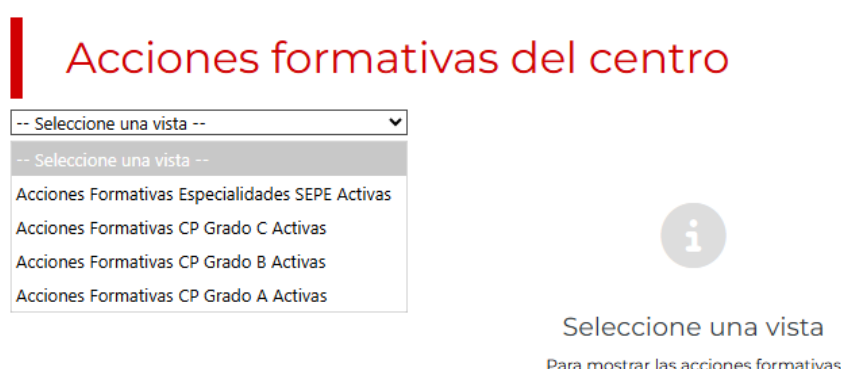 Acciones formativas del centro
-- Seleccione una vista --
-- Seleccione una vista --
Acciones Formativas Especialidades SEPE Activas
Acciones Formativas CP Grado C Activas
Acciones Formativas CP Grado B Activas
Acciones Formativas CP Grado A Activas
Seleccione una vista
Para mostrar las acciones formativas